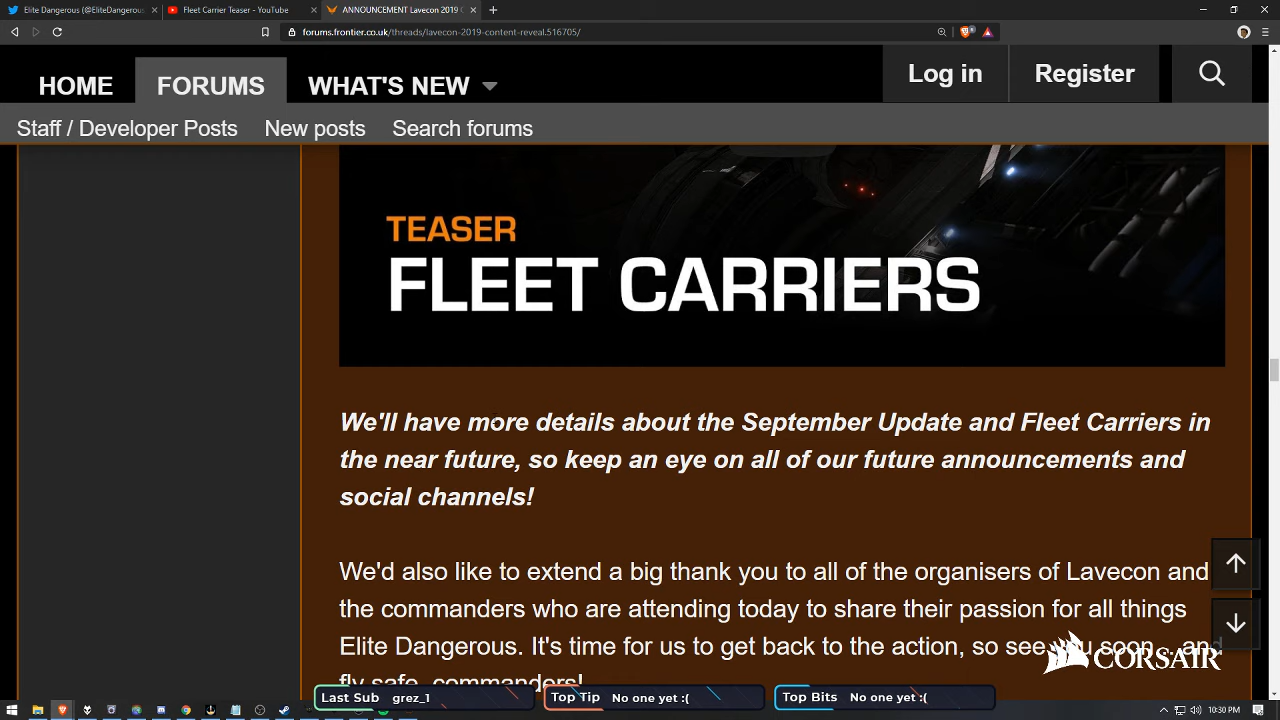 Elite Dangerous (@EliteDangerous
Fleet Carrier Teaser - YouTube
ANNOUNCEMENT Lavecon 2019 C
forums.frontier.co.uk/threads/lavecon-2019-content-reveal.516705/
HOME
FORUMS
WHAT'S NEW
Log in
Register
Staff / Developer Posts
New posts
Search forums
TEASER
FLEET CARRIERS
We'll have more details about the September Update and Fleet Carriers in
the near future, so keep an eye on all of our future announcements and
social channels!
We'd also like to extend a big thank you to all of the organisers of Lavecon and
the commanders who are attending today to share their passion for all things
Elite Dangerous. It's time for us to get back to the action, so see you soon... and
fly safe, commanders!
CORSAIR
Last Sub grez_1
Top Tip No one yet :(
Top Bits No one yet :(
10:30 PM